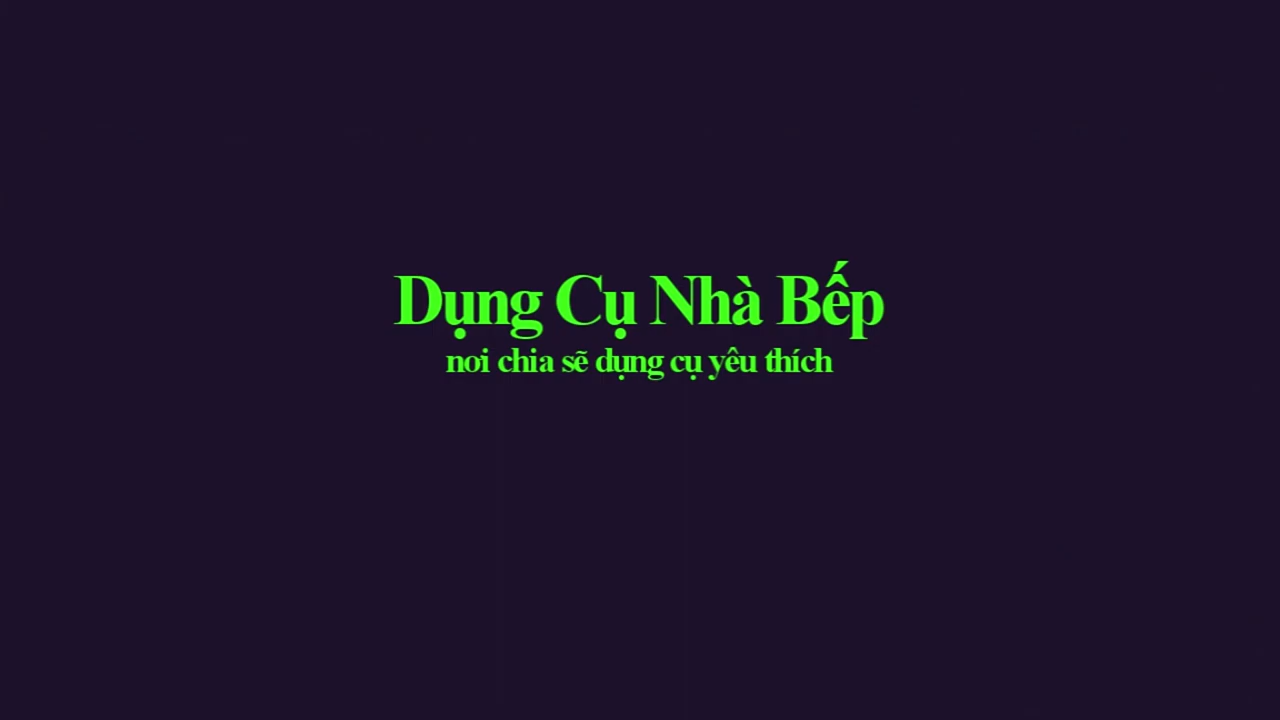 Dụng Cụ Nhà Bếp
nơi chia sẽ dụng cụ yêu thích